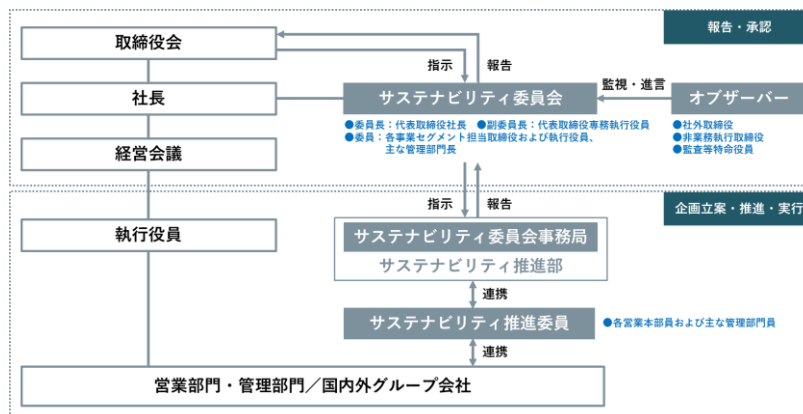 報告・承認
取締役会
指示
報告
社長
サステナビリティ委員会
監視・進言
オブザーバー
●委員長：代表取締役社長　●副委員長：代表取締役専務執行役員
●委員：各事業セグメント担当取締役および執行役員、
主な管理部門長
●社外取締役
●非業務執行取締役
●監査等特命役員
経営会議
企画立案・推進・実行
指示
報告
執行役員
サステナビリティ委員会事務局
サステナビリティ推進部
連携
サステナビリティ推進委員
●各営業本部員および主な管理部門員
連携
営業部門・管理部門／国内外グループ会社